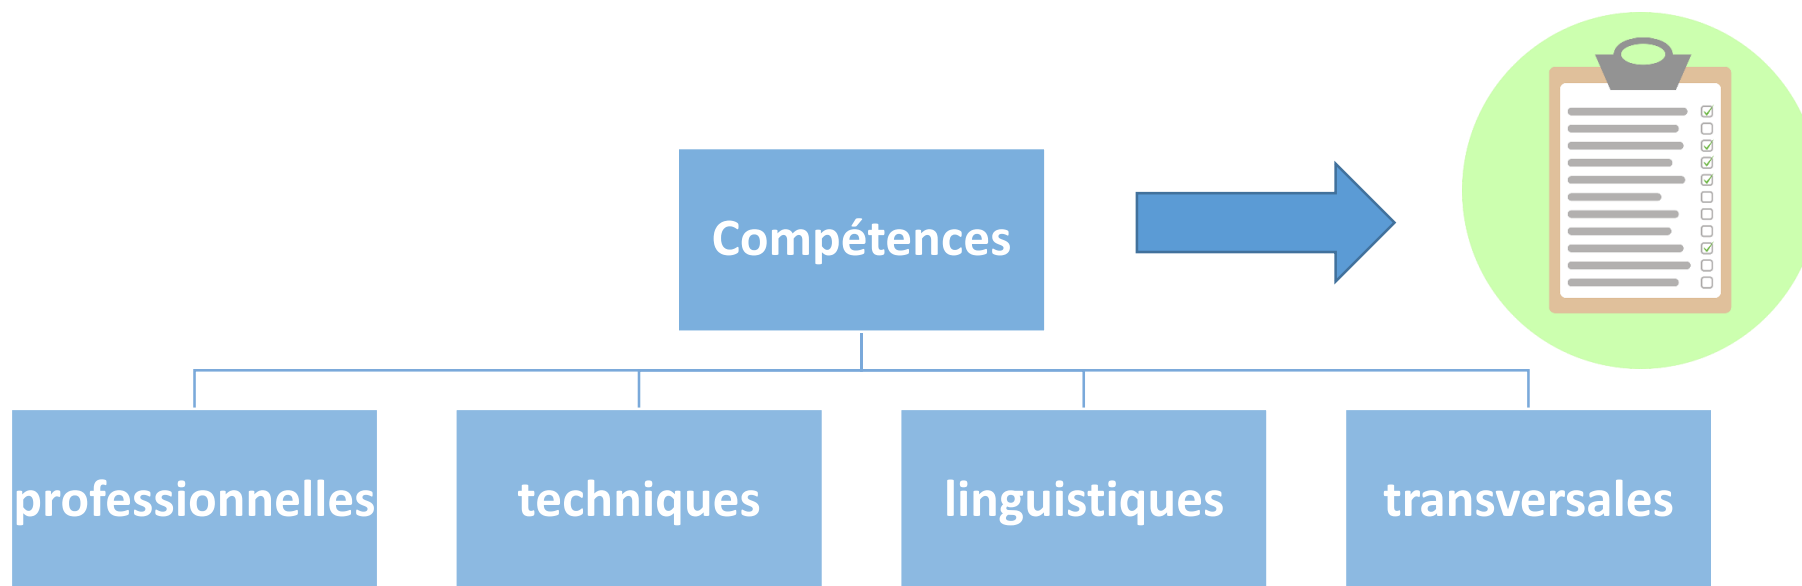 Compétences
professionnelles
techniques
linguistiques
transversales